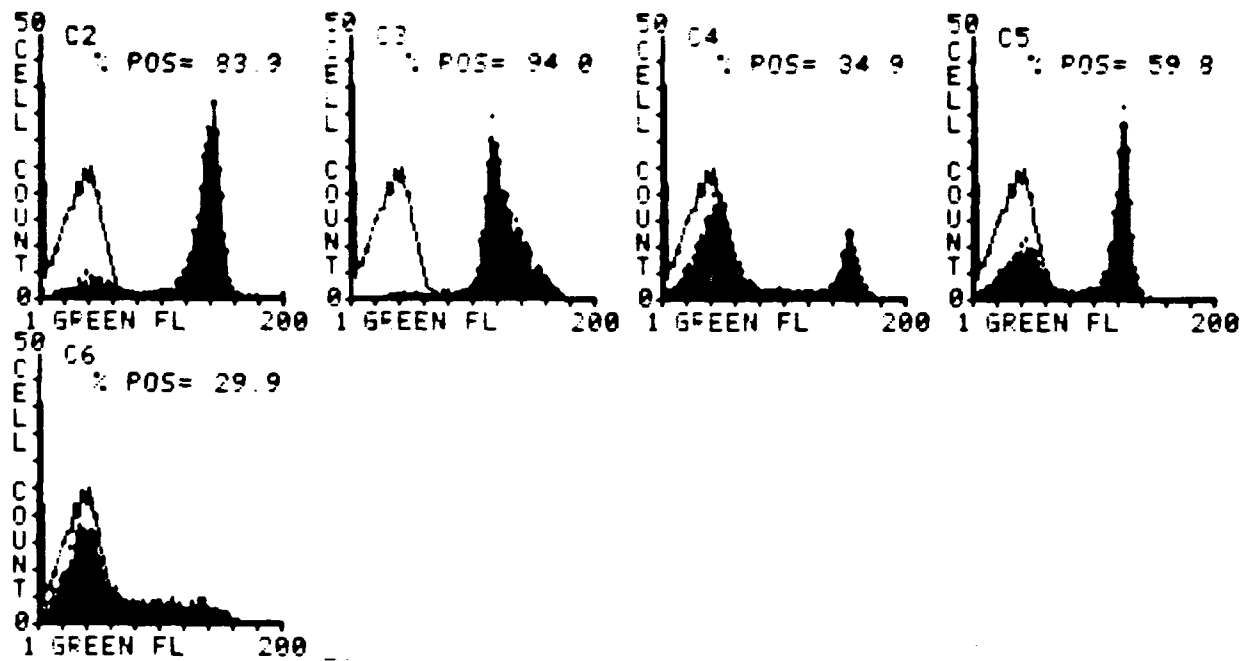 50 C2
% POS= 83.9
CELL COUNT
0
1 GREEN FL 200
50 C3
% POS= 94.0
CELL COUNT
0
1 GREEN FL 200
50 C4
% POS= 34.9
CELL COUNT
0
1 GREEN FL 200
50 C5
% POS= 59.8
CELL COUNT
0
1 GREEN FL 200
50 C6
% POS= 29.9
CELL COUNT
0
1 GREEN FL 200